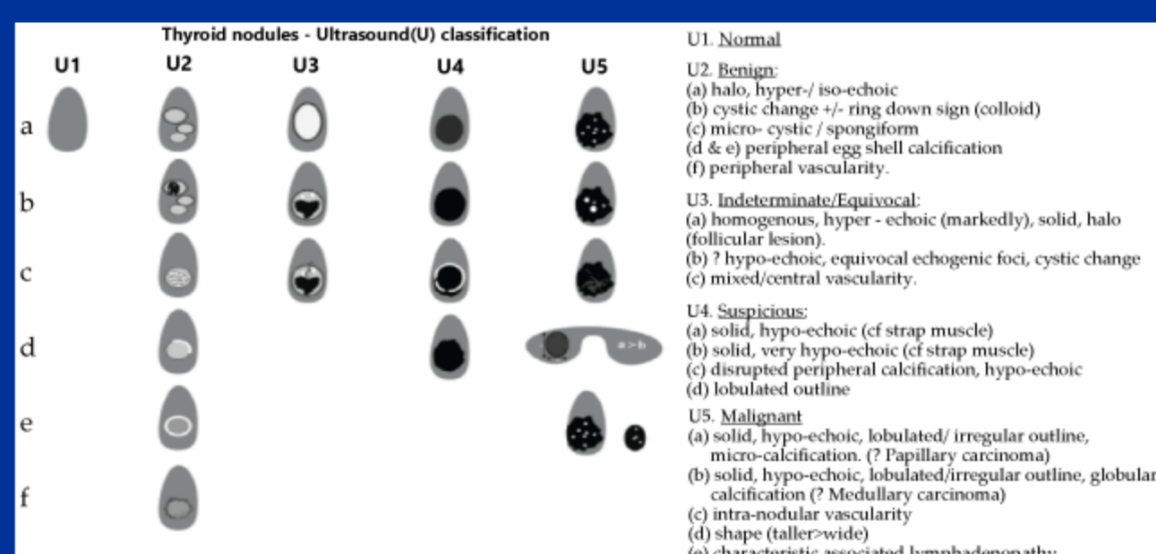 Thyroid nodules - Ultrasound(U) classification
U1 U2 U3 U4 U5
a
b
c
d
a>b
e
f
U1. Normal
U2. Benign:
(a) halo, hyper-/ iso-echoic
(b) cystic change +/- ring down sign (colloid)
(c) micro- cystic / spongiform
(d & e) peripheral egg shell calcification
(f) peripheral vascularity.
U3. Indeterminate/Equivocal:
(a) homogenous, hyper - echoic (markedly), solid, halo
(follicular lesion).
(b) ? hypo-echoic, equivocal echogenic foci, cystic change
(c) mixed/central vascularity.
U4. Suspicious:
(a) solid, hypo-echoic (cf strap muscle)
(b) solid, very hypo-echoic (cf strap muscle)
(c) disrupted peripheral calcification, hypo-echoic
(d) lobulated outline
U5. Malignant
(a) solid, hypo-echoic, lobulated/ irregular outline,
micro-calcification. (? Papillary carcinoma)
(b) solid, hypo-echoic, lobulated/irregular outline, globular
calcification (? Medullary carcinoma)
(c) intra-nodular vascularity
(d) shape (taller>wide)
(e) characteristic associated lymphadenopathy